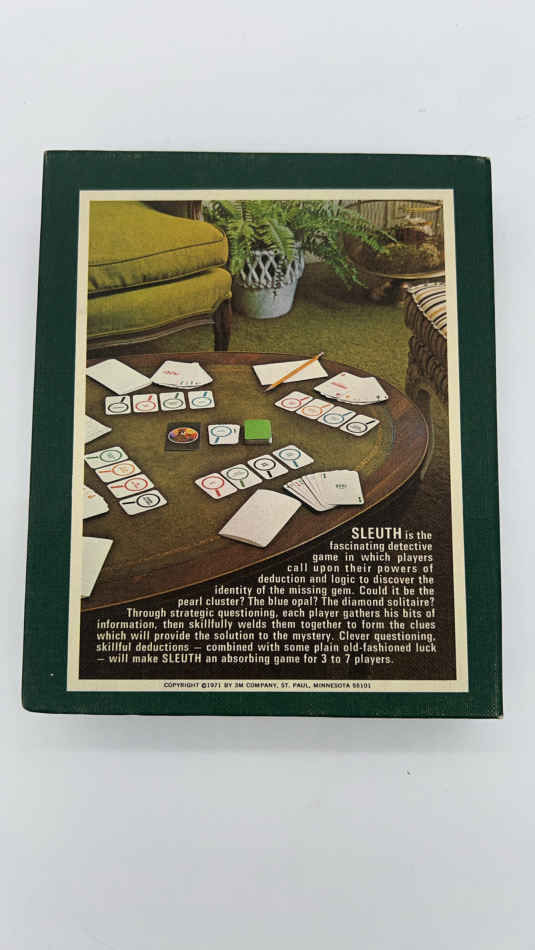 SLEUTH is the
fascinating detective
game in which players
call upon their powers of
deduction and logic to discover the
identity of the missing gem. Could it be the
pearl cluster? The blue opal? The diamond solitaire?
Through strategic questioning, each player gathers his bits of
information, then skillfully welds them together to form the clues
which will provide the solution to the mystery. Clever questioning,
skillful deductions — combined with some plain old-fashioned luck
— will make SLEUTH an absorbing game for 3 to 7 players.
COPYRIGHT ©1971 BY 3M COMPANY, ST. PAUL, MINNESOTA 55101